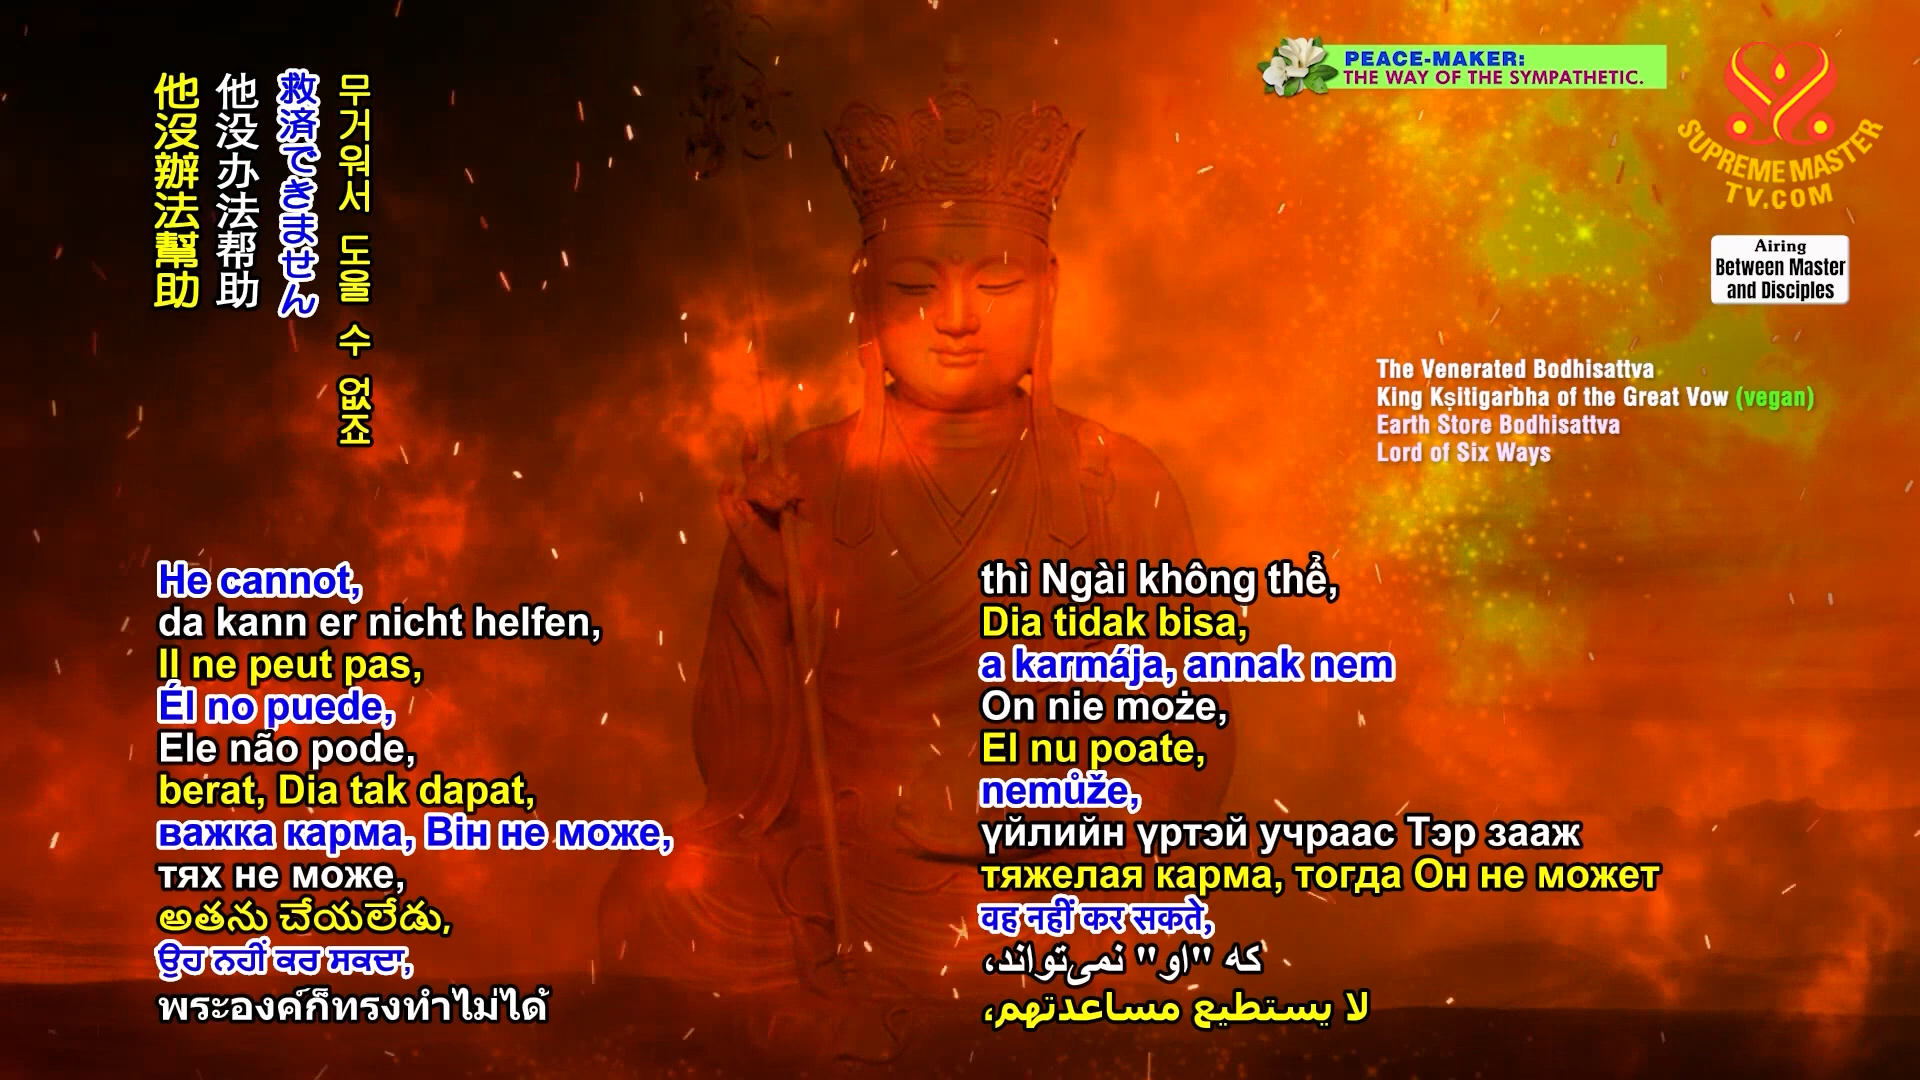 무거워서 도울 수 없죠
救済できません
他没办法帮助
他沒辦法幫助
PEACE-MAKER:
THE WAY OF THE SYMPATHETIC.
SUPREME MASTER
TV.COM
Airing
Between Master
and Disciples
The Venerated Bodhisattva
King Kṣitigarbha of the Great Vow (vegan)
Earth Store Bodhisattva
Lord of Six Ways
He cannot,
da kann er nicht helfen,
Il ne peut pas,
Él no puede,
Ele não pode,
berat, Dia tak dapat,
важка карма, Він не може,
тях не може,
అతను చేయలేడు,
ਉਹ ਨਹੀਂ ਕਰ ਸਕਦਾ,
พระองค์ก็ทรงทำไม่ได้
thì Ngài không thể,
Dia tidak bisa,
a karmája, annak nem
On nie może,
El nu poate,
nemůže,
үйлийн үртэй учраас Тэр зааж
тяжелая карма, тогда Он не может
वह नहीं कर सकते,
که "او" نمی‌تواند،
لا يستطيع مساعدتهم،